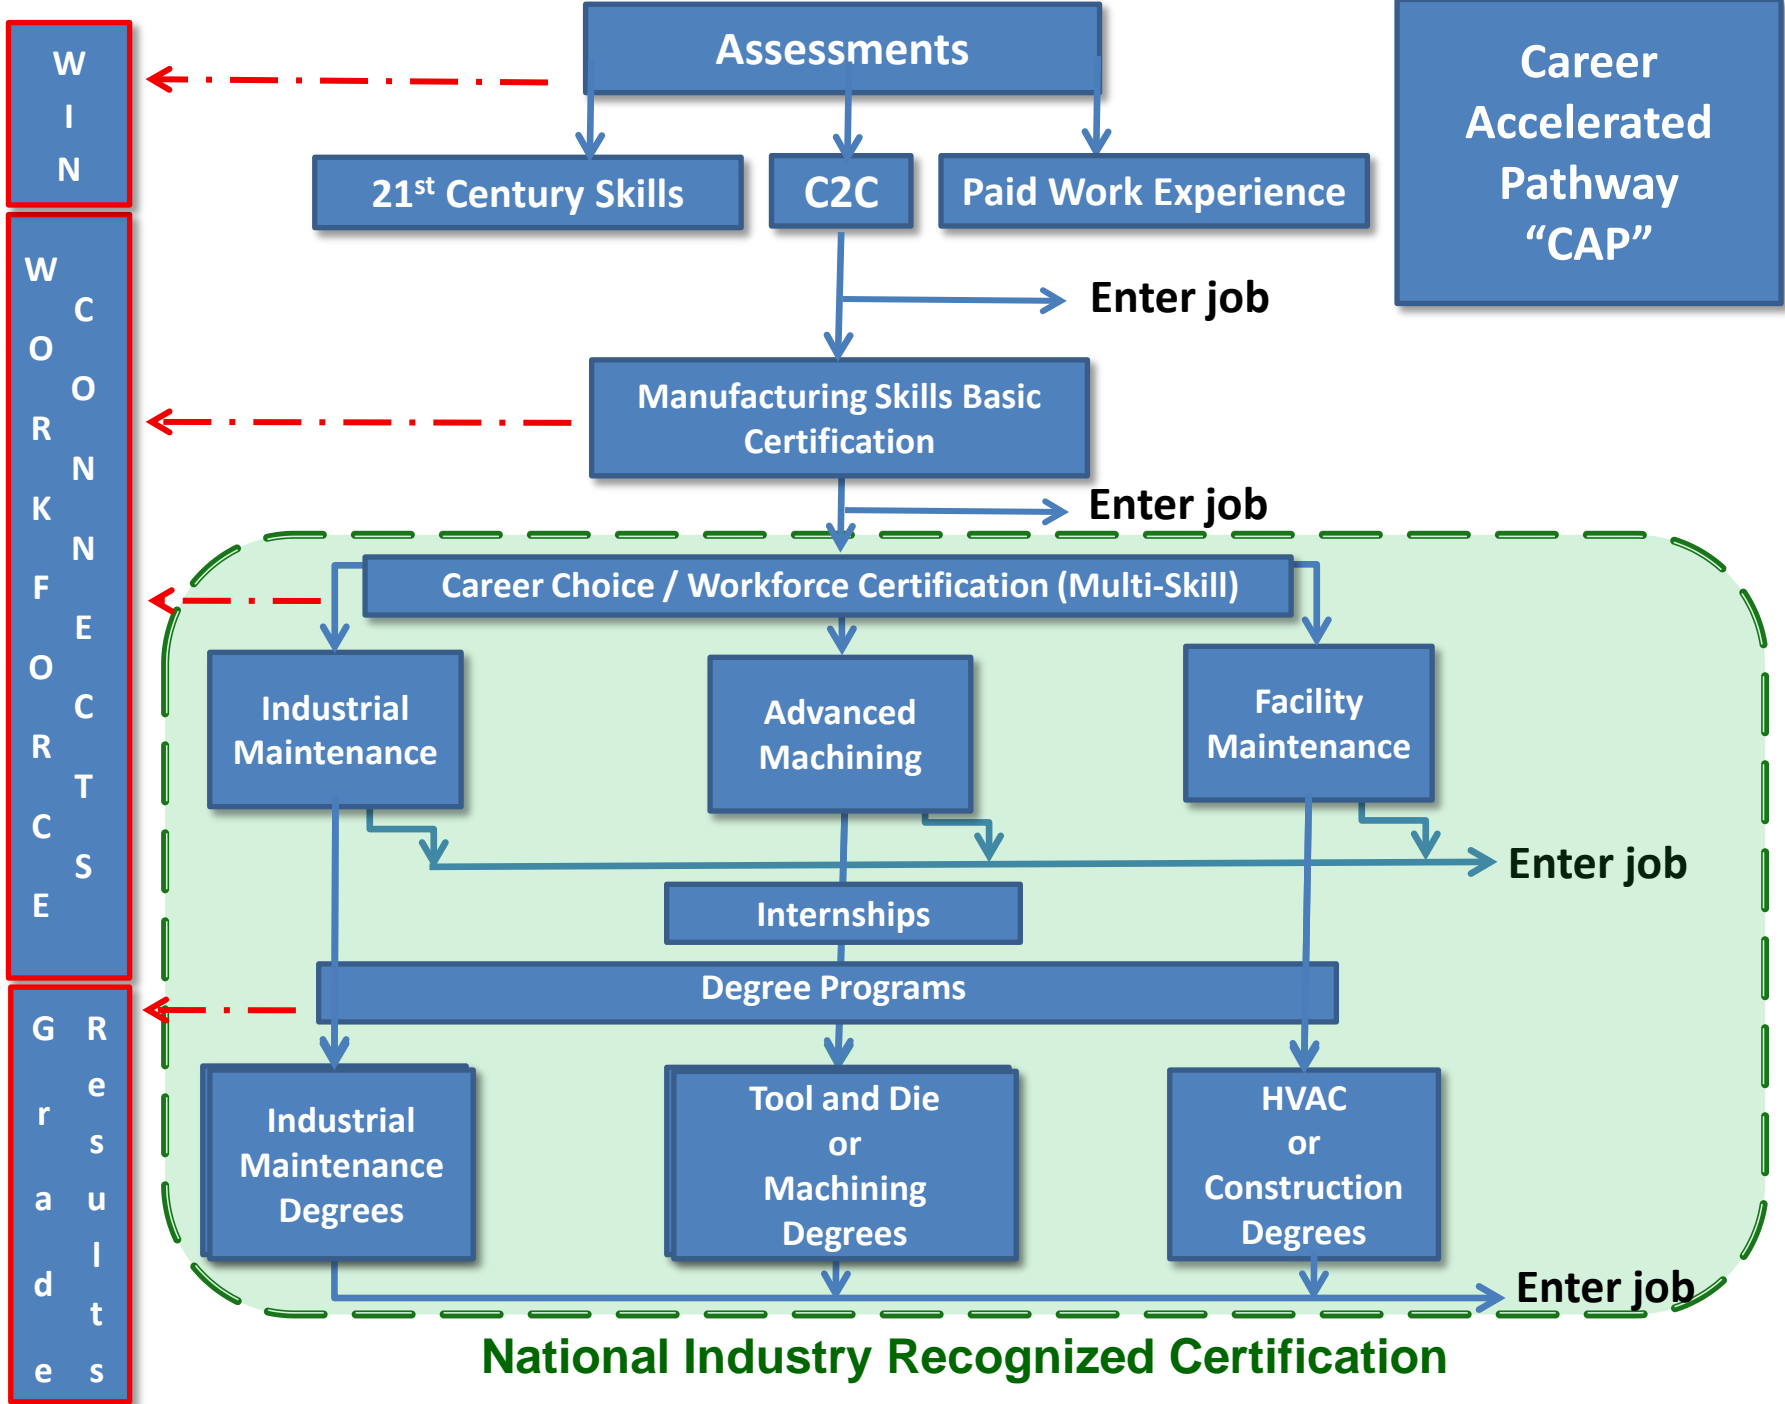 W
I
N
W
O
R
K
F
O
R
C
E
C
O
N
N
E
C
T
S
G
r
a
d
e
R
e
s
u
l
t
s
Assessments
Career
Accelerated
Pathway
“CAP”
21st Century Skills
C2C
Paid Work Experience
Enter job
Manufacturing Skills Basic
Certification
Enter job
Career Choice / Workforce Certification (Multi-Skill)
Industrial
Maintenance
Advanced
Machining
Facility
Maintenance
Enter job
Internships
Degree Programs
Industrial
Maintenance
Degrees
Tool and Die
or
Machining
Degrees
HVAC
or
Construction
Degrees
Enter job
National Industry Recognized Certification